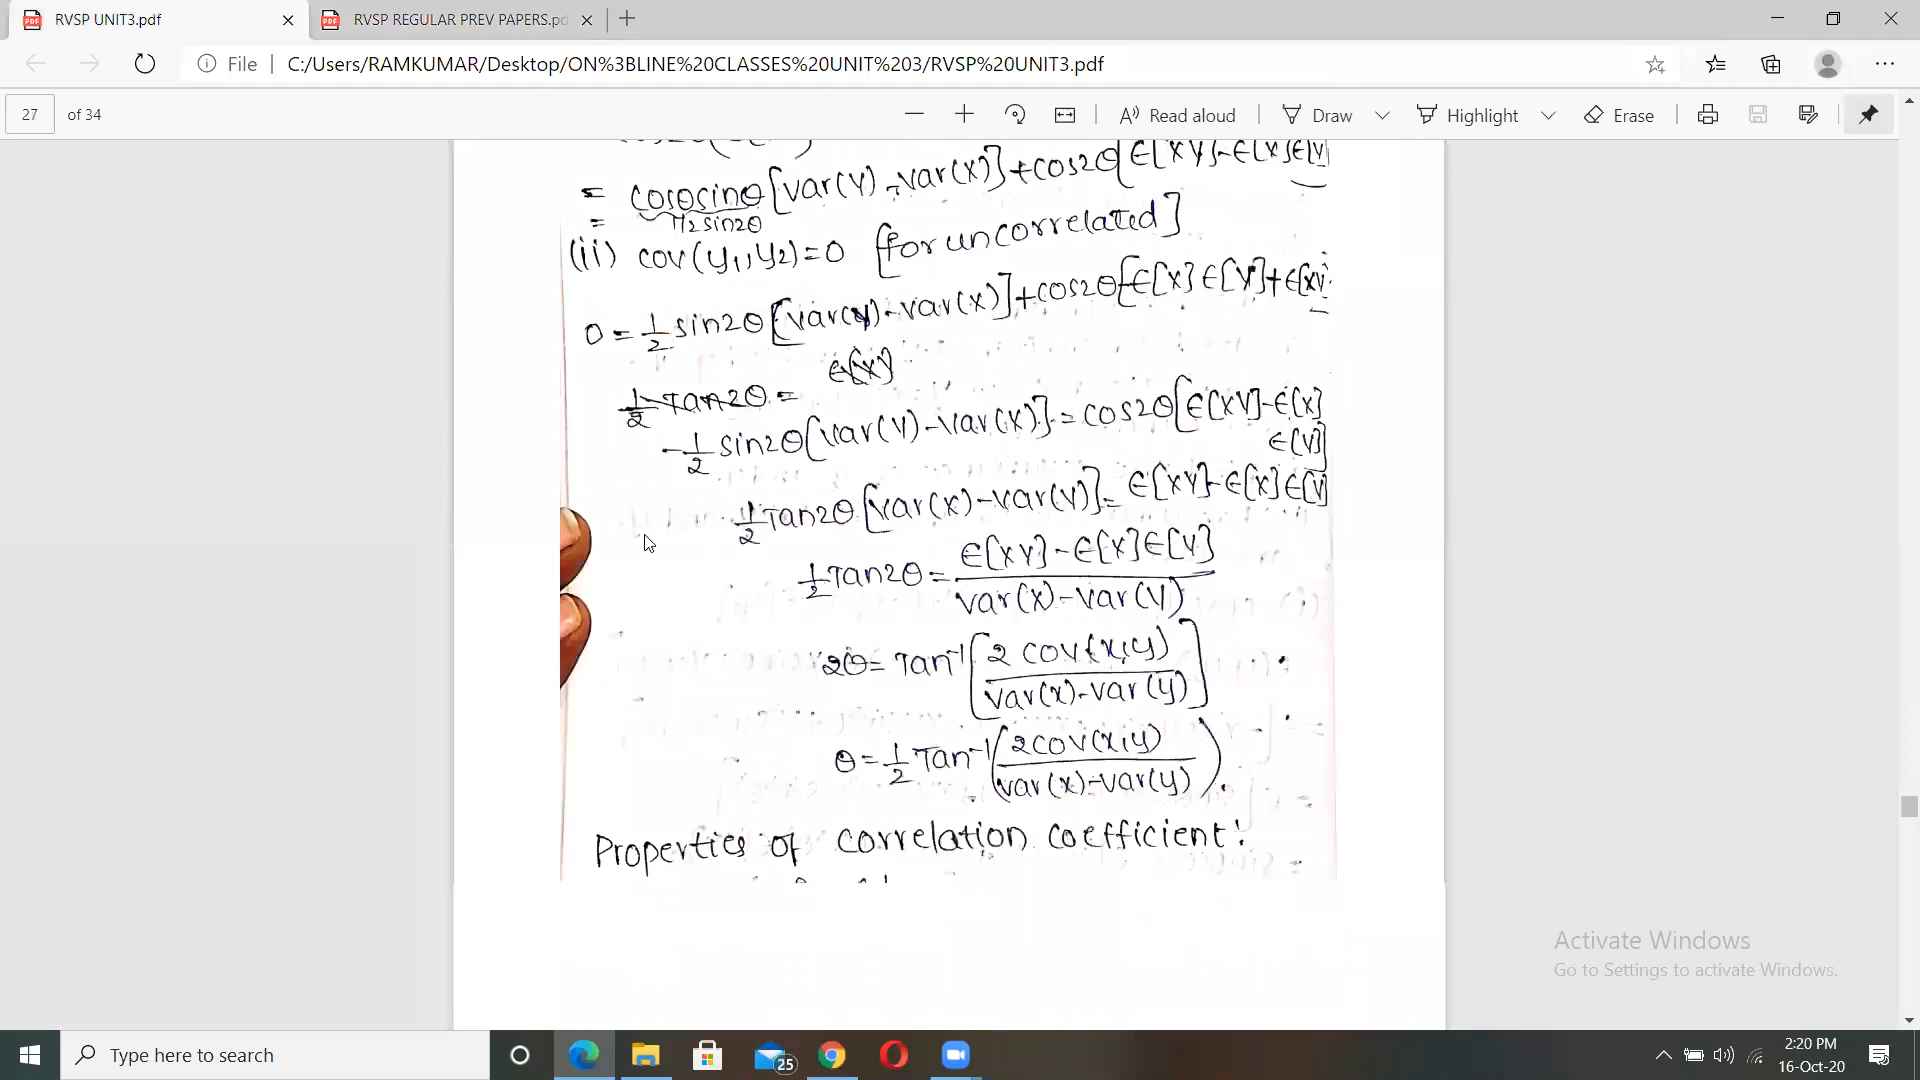 RVSP UNIT3.pdf
RVSP REGULAR PREV PAPERS.pd
File
C:/Users/RAMKUMAR/Desktop/ON%3BLINE%20CLASSES%20UNIT%203/RVSP%20UNIT3.pdf
27 of 34
Read aloud
Draw
Highlight
Erase
= cosθsinθ[var(Y)-var(X)]+cos2θ[E[XY]-E[X]E[Y]
= 1/2 sin2θ
(ii) cov(y1,y2)=0 [for uncorrelated]
0 = 1/2 sin2θ[var(Y)-var(X)]+cos2θ[-E[X]E[Y]+E[XY]
E[X]
1/2 Tan2θ =
-1/2 sin2θ[var(Y)-var(X)] = cos2θ[E[XY]-E[X]
E[Y]]
1/2 Tan2θ[var(X)-var(Y)] = E[XY]-E[X]E[Y]
1/2 Tan2θ = E[XY]-E[X]E[Y] / var(X)-var(Y)
2θ = Tan-1[2 cov(x,y) / var(x)-var(y)]
θ = 1/2 Tan-1(2cov(x,y) / var(x)-var(y)).
Properties of correlation coefficient:
Activate Windows
Go to Settings to activate Windows.
Type here to search
25
2:20 PM
16-Oct-20